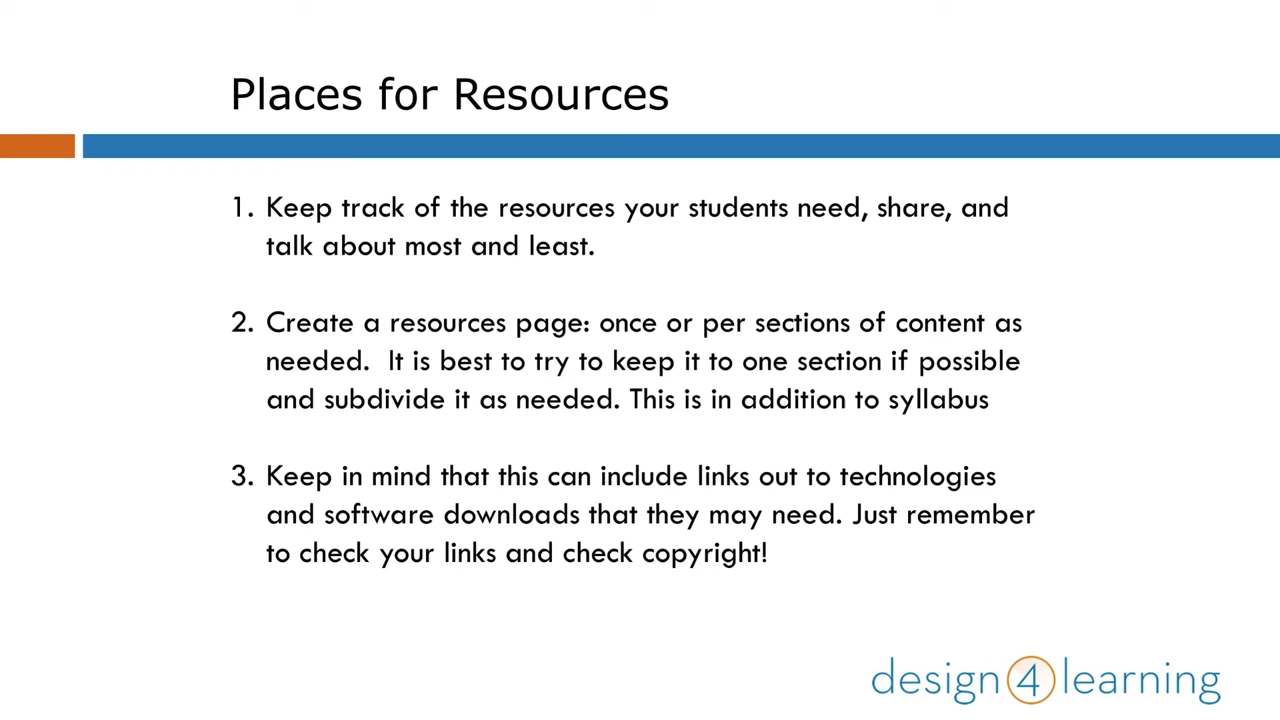 Places for Resources
1. Keep track of the resources your students need, share, and
talk about most and least.
2. Create a resources page: once or per sections of content as
needed.  It is best to try to keep it to one section if possible
and subdivide it as needed. This is in addition to syllabus
3. Keep in mind that this can include links out to technologies
and software downloads that they may need. Just remember
to check your links and check copyright!
design 4 learning